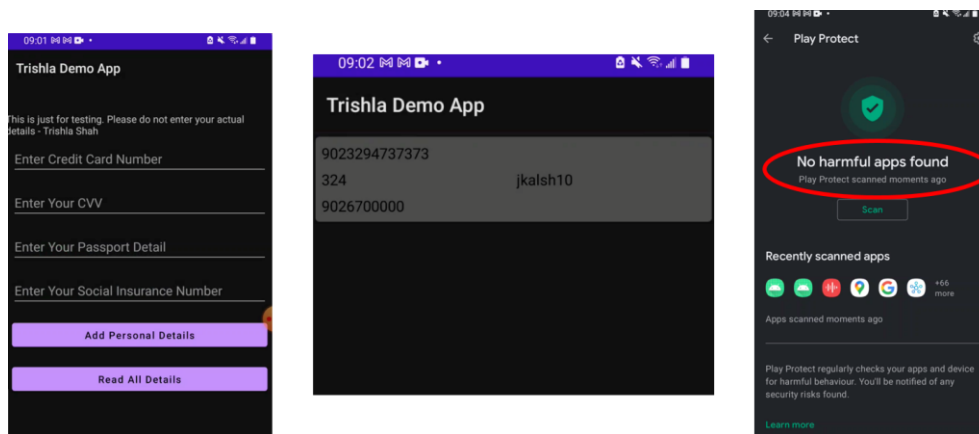 09:01
Trishla Demo App
This is just for testing. Please do not enter your actual
details - Trishla Shah
Enter Credit Card Number
Enter Your CVV
Enter Your Passport Detail
Enter Your Social Insurance Number
Add Personal Details
Read All Details
09:02
Trishla Demo App
9023294737373
324 jkalsh10
9026700000
09:04
Play Protect
No harmful apps found
Play Protect scanned moments ago
Scan
Recently scanned apps
+66
more
Apps scanned moments ago
Play Protect regularly checks your apps and device
for harmful behaviour. You'll be notified of any
security risks found.
Learn more